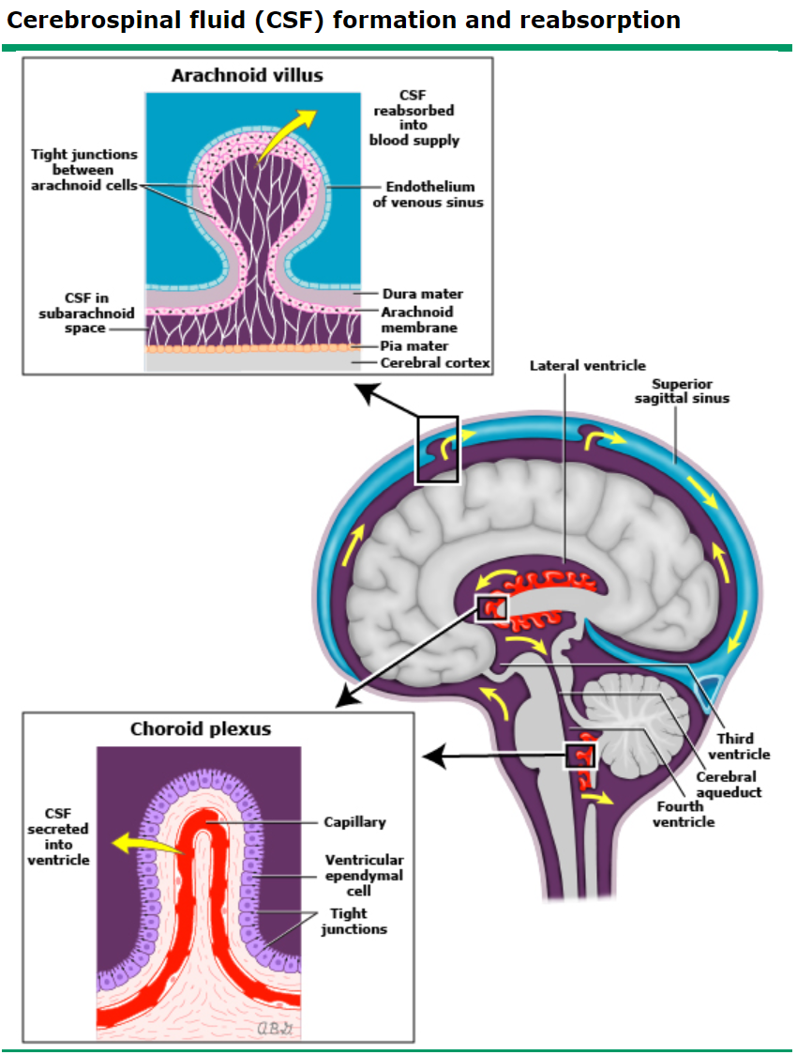 Cerebrospinal fluid (CSF) formation and reabsorption
Arachnoid villus
CSF
reabsorbed
into
blood supply
Tight junctions
between
arachnoid cells
Endothelium
of venous sinus
CSF in
subarachnoid
space
Dura mater
Arachnoid
membrane
Pia mater
Cerebral cortex
Lateral ventricle
Superior
sagittal sinus
Choroid plexus
CSF
secreted
into
ventricle
Capillary
Ventricular
ependymal
cell
Tight
junctions
Third
ventricle
Cerebral
aqueduct
Fourth
ventricle